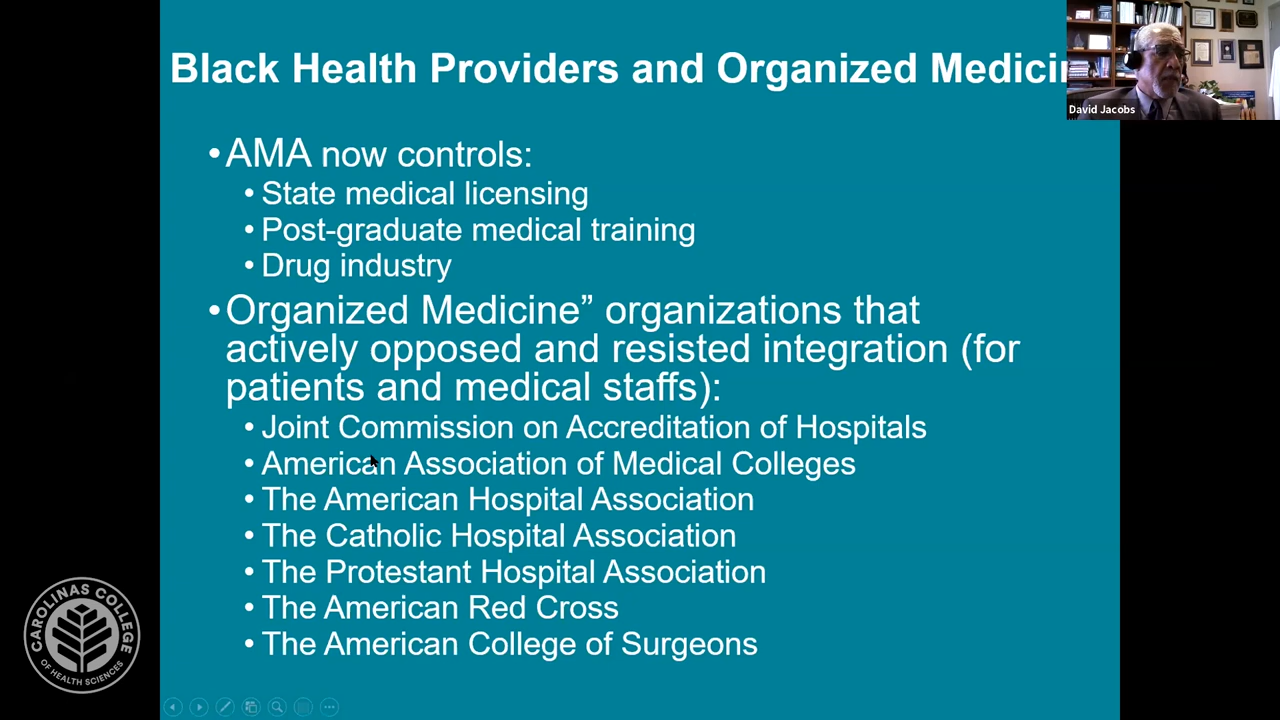 Black Health Providers and Organized Medicin
David Jacobs
•AMA now controls:
•State medical licensing
•Post-graduate medical training
•Drug industry
•Organized Medicine” organizations that
actively opposed and resisted integration (for
patients and medical staffs):
•Joint Commission on Accreditation of Hospitals
•American Association of Medical Colleges
•The American Hospital Association
•The Catholic Hospital Association
•The Protestant Hospital Association
•The American Red Cross
•The American College of Surgeons
CAROLINAS COLLEGE
OF HEALTH SCIENCES